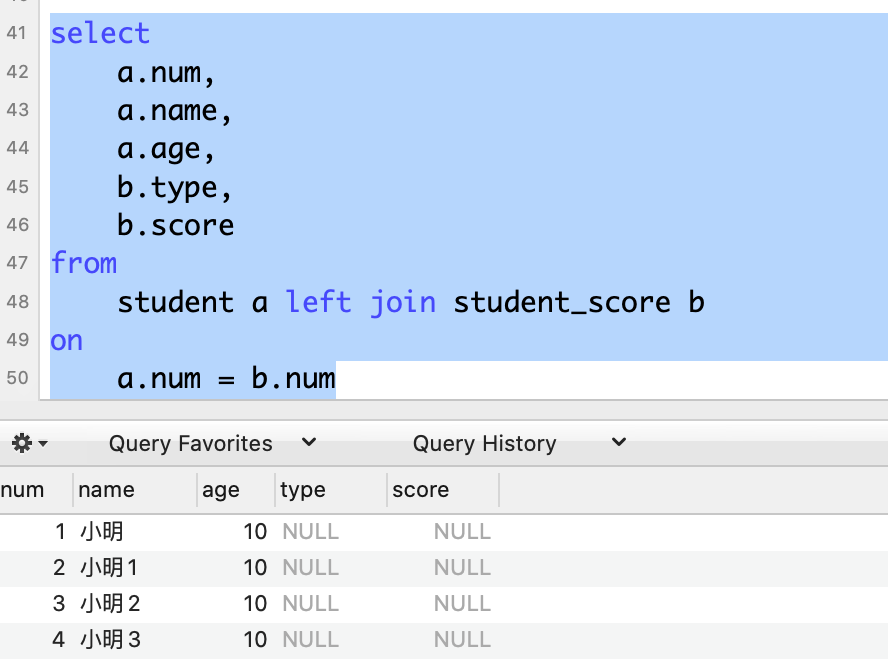 41 select
42 a.num,
43 a.name,
44 a.age,
45 b.type,
46 b.score
47 from
48 student a left join student_score b
49 on
50 a.num = b.num
Query Favorites Query History
num name age type score
1 小明 10 NULL NULL
2 小明1 10 NULL NULL
3 小明2 10 NULL NULL
4 小明3 10 NULL NULL